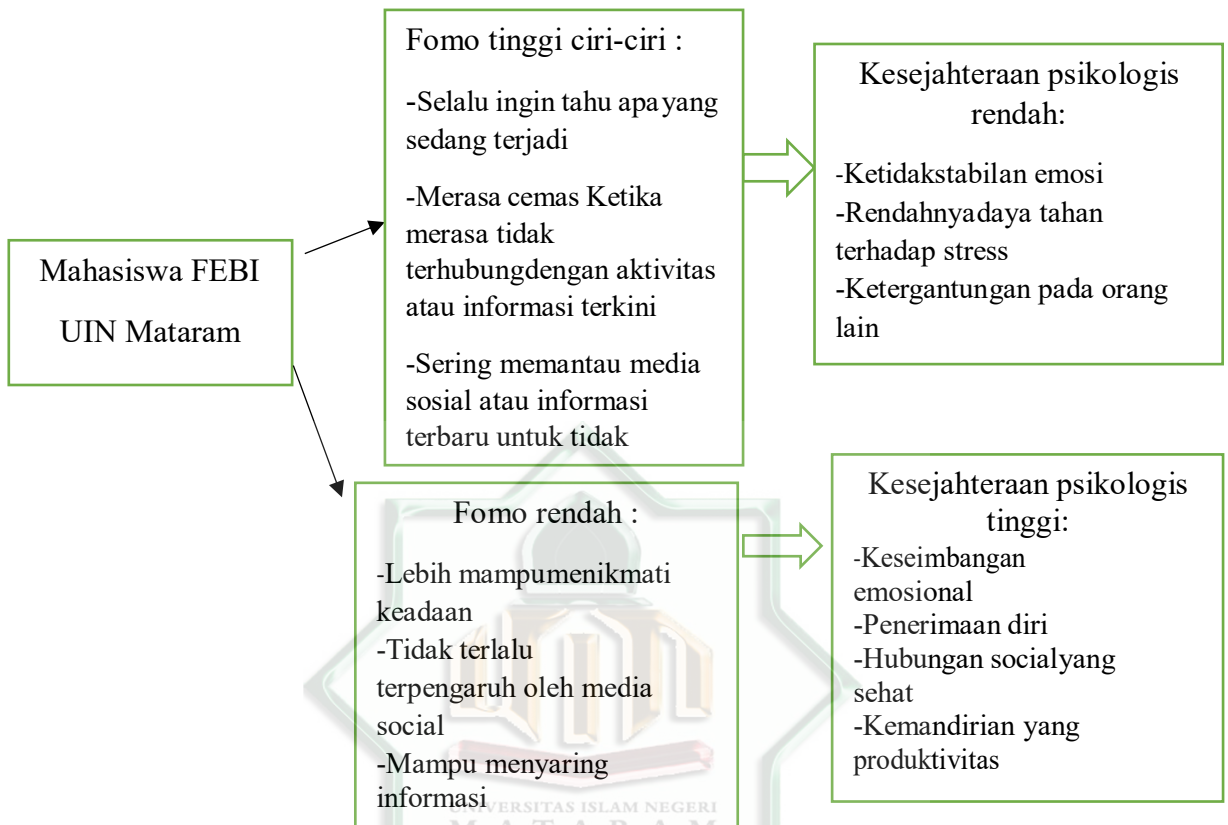 Mahasiswa FEBI
UIN Mataram
Fomo tinggi ciri-ciri :
-Selalu ingin tahu apayang
sedang terjadi
-Merasa cemas Ketika
merasa tidak
terhubungdengan aktivitas
atau informasi terkini
-Sering memantau media
sosial atau informasi
terbaru untuk tidak
Kesejahteraan psikologis
rendah:
-Ketidakstabilan emosi
-Rendahnyadaya tahan
terhadap stress
-Ketergantungan pada orang
lain
Fomo rendah :
-Lebih mampumenikmati
keadaan
-Tidak terlalu
terpengaruh oleh media
social
-Mampu menyaring
informasi
Kesejahteraan psikologis
tinggi:
-Keseimbangan
emosional
-Penerimaan diri
-Hubungan socialyang
sehat
-Kemandirian yang
produktivitas
UNIVERSITAS ISLAM NEGERI
M A T A R A M